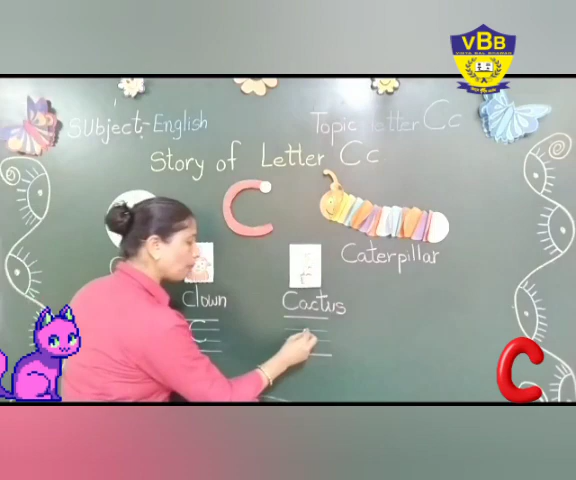 VBB
Subject:-English
Topic letter Cc
Story of Letter Cc
C
Caterpillar
Clown
Cactus
C
C